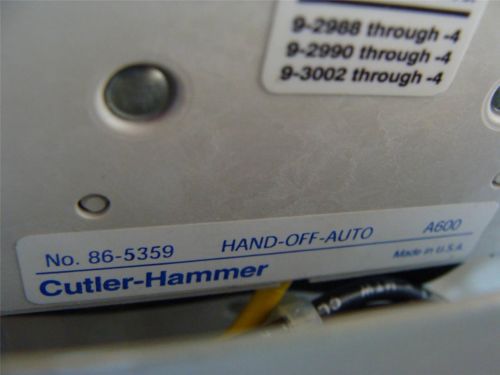 9-2988 through -4
9-2990 through -4
9-3002 through -4
No. 86-5359 HAND-OFF-AUTO A600
Cutler-Hammer Made in U.S.A.